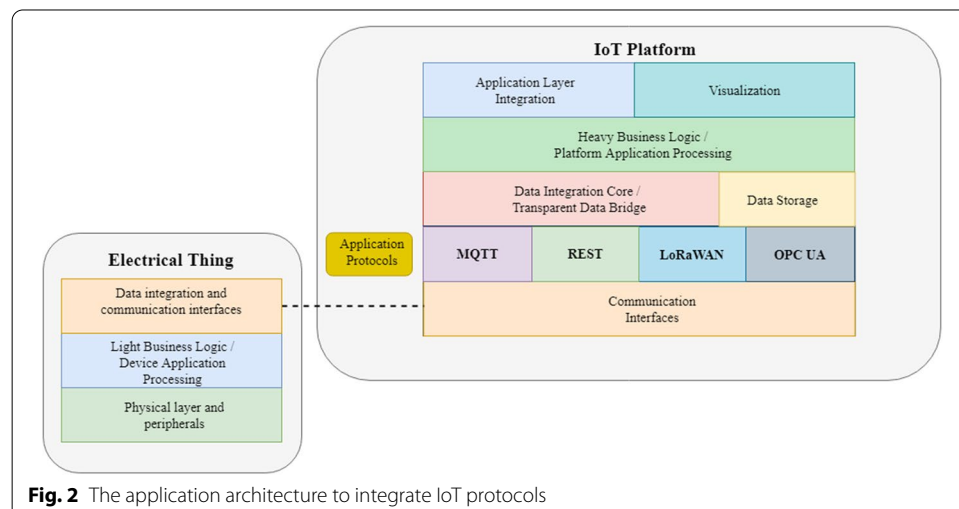 IoT Platform
Application Layer
Integration
Visualization
Heavy Business Logic /
Platform Application Processing
Data Integration Core /
Transparent Data Bridge
Data Storage
Application
Protocols
MQTT
REST
LoRaWAN
OPC UA
Communication
Interfaces
Electrical Thing
Data integration and
communication interfaces
Light Business Logic /
Device Application
Processing
Physical layer and
peripherals
Fig. 2 The application architecture to integrate IoT protocols